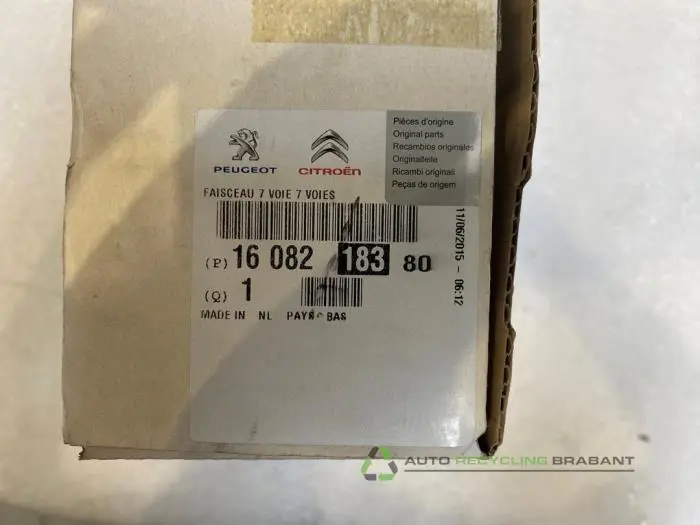 Pièces d'origine
Original parts
Recambios originales
Originalteile
Ricambi originali
Peças de origem
PEUGEOT CITROËN
FAISCEAU 7 VOIE 7 VOIES
(P) 16 082 183 80
(Q) 1
MADE IN NL PAYS BAS
11/06/2015 - 06:12
AUTO RECYCLING BRABANT